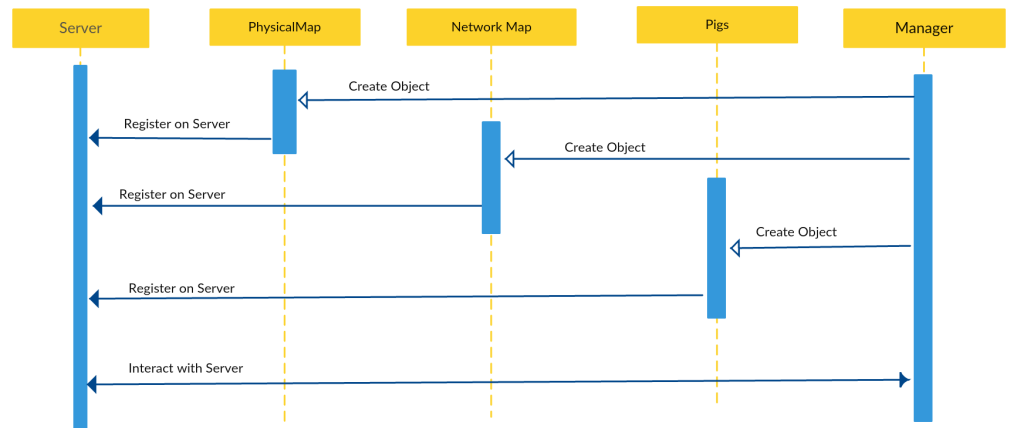 Server
PhysicalMap
Network Map
Pigs
Manager
Create Object
Register on Server
Create Object
Register on Server
Create Object
Register on Server
Interact with Server